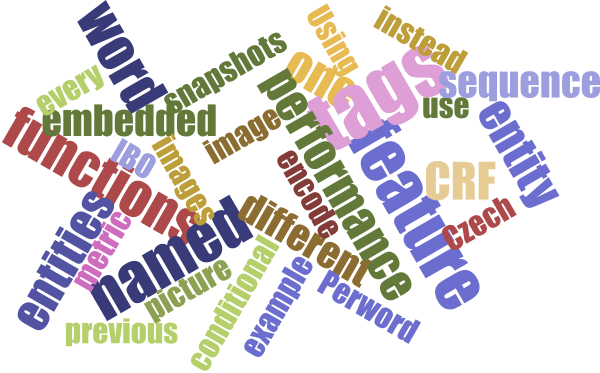 word
Using
instead
snapshots
one
tags
every
sequence
embedded
performance
use
image
entity
functions
IBO
images
feature
encode
CRF
entities
metric
named
different
Czech
picture
conditional
example
Perword
previous